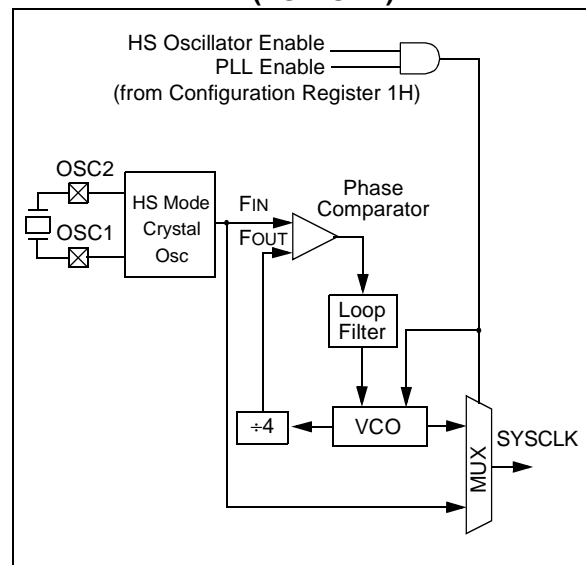 HS Oscillator Enable
PLL Enable
(from Configuration Register 1H)
OSC2
OSC1
HS Mode
Crystal
Osc
FIN
FOUT
Phase
Comparator
Loop
Filter
÷4
VCO
MUX
SYSCLK